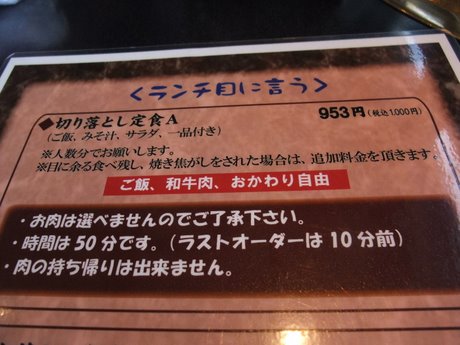 ＜ランチ目に言う＞
◆切り落とし定食A 953円(税込1,000円)
(ご飯、みそ汁、サラダ、一品付き)
※人数分でお願いします。
※目に余る食べ残し、焼き焦がしをされた場合は、追加料金を頂きます。
ご飯、和牛肉、おかわり自由
・お肉は選べませんのでご了承下さい。
・時間は50分です。(ラストオーダーは10分前)
・肉の持ち帰りは出来ません。